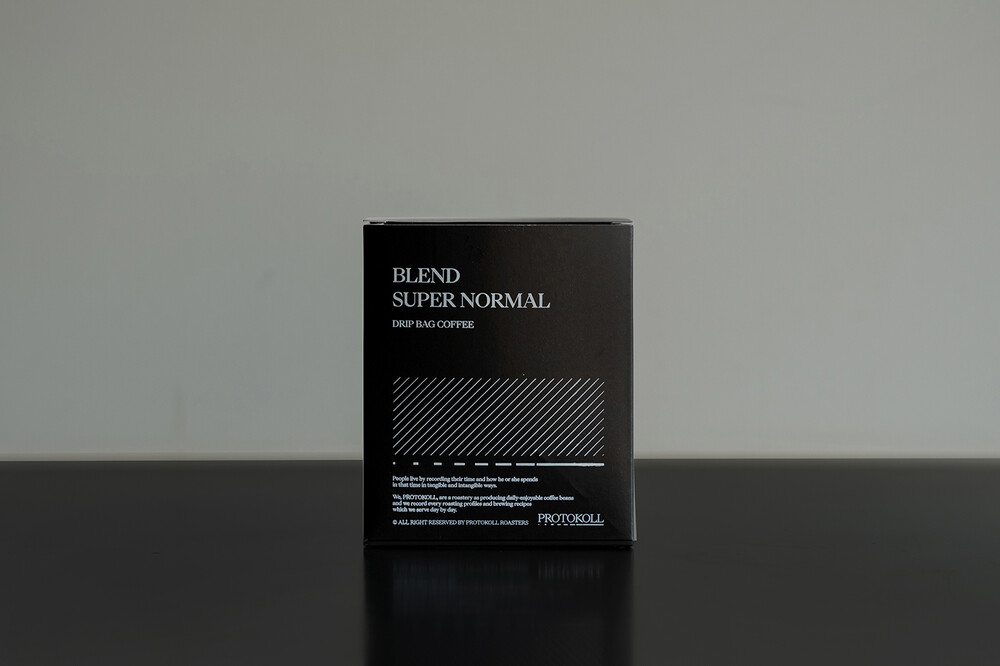 BLEND
SUPER NORMAL
DRIP BAG COFFEE
People live by recording their time and how he or she spends
in that time in tangible and intangible ways.
We, PROTOKOLL, are a roastery as producing daily-enjoyable coffee beans
and we record every roasting profiles and brewing recipes
which we serve day by day.
© ALL RIGHT RESERVED BY PROTOKOLL ROASTERS
PROTOKOLL